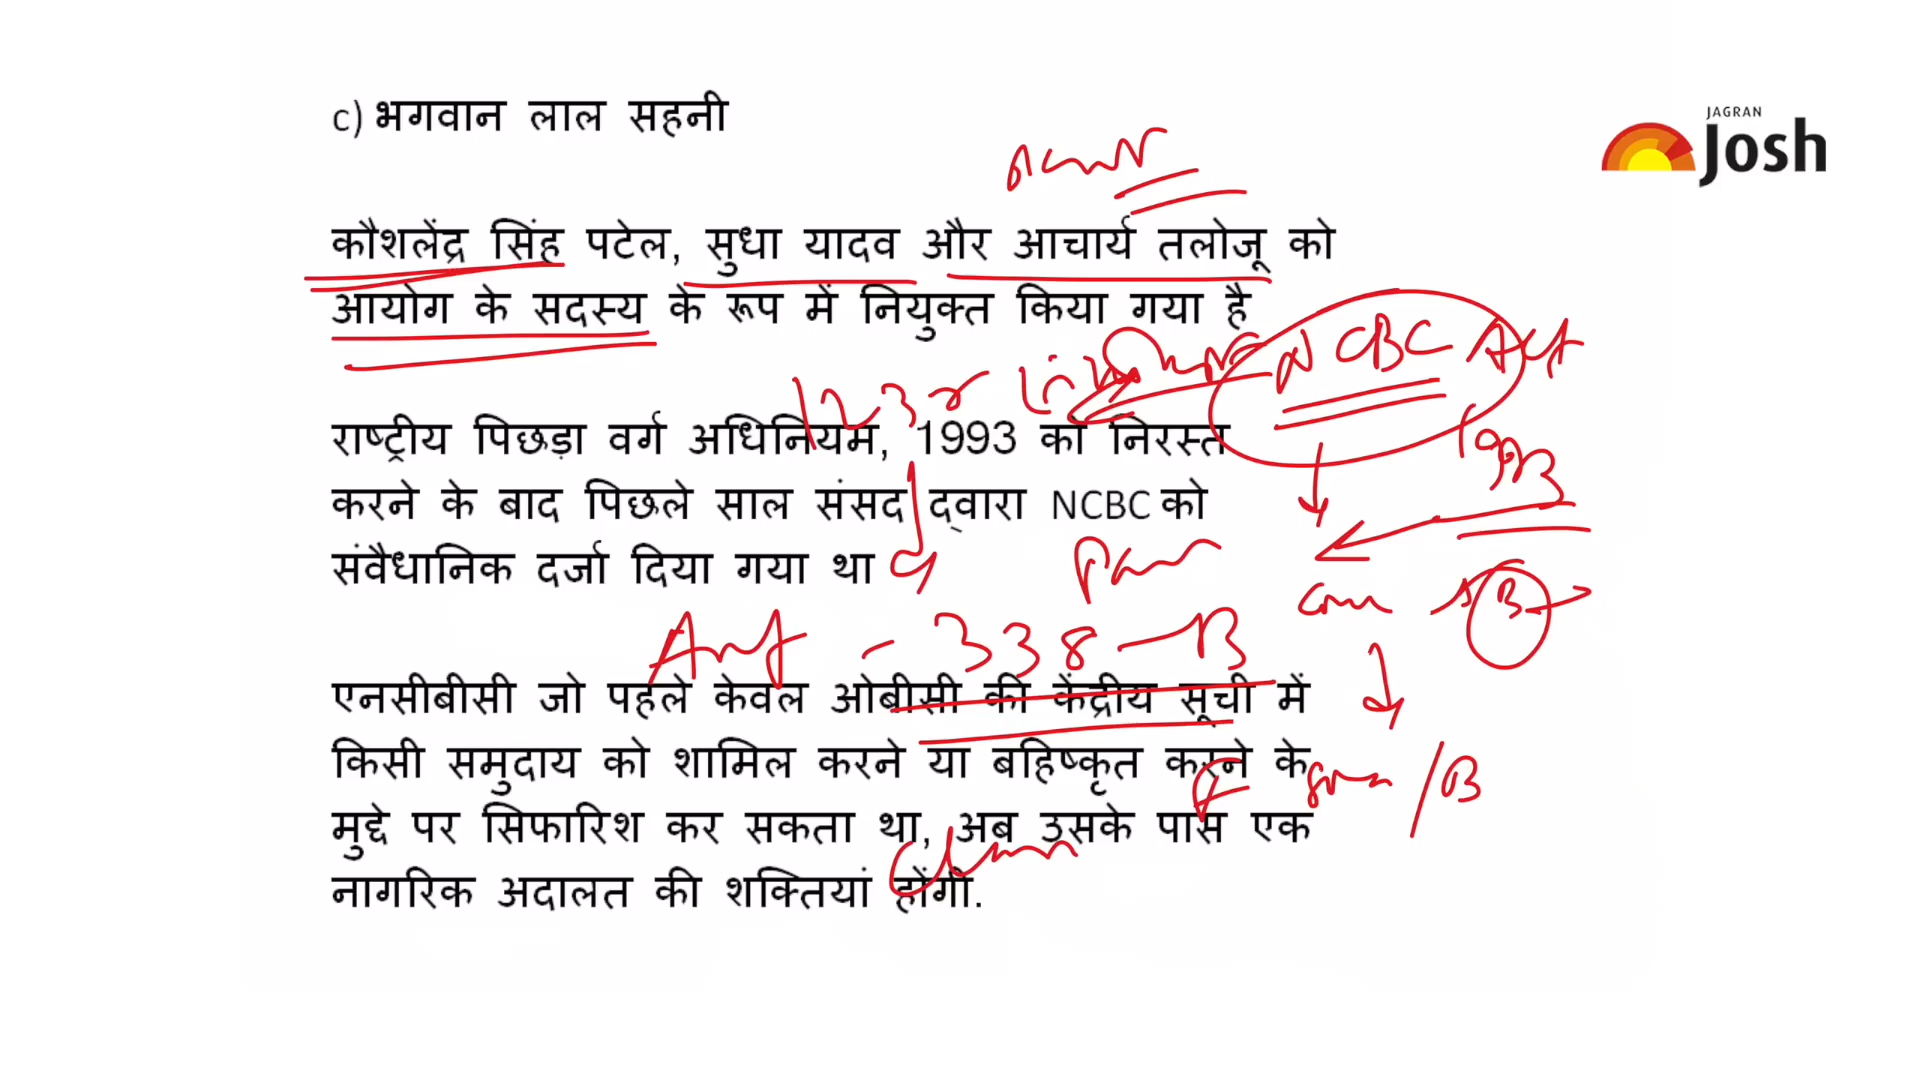 c) भगवान लाल सहनी
JAGRAN
Josh
कौशलेंद्र सिंह पटेल, सुधा यादव और आचार्य तलोजू को
आयोग के सदस्य के रूप में नियुक्त किया गया है
NCBC Act
123r
राष्ट्रीय पिछड़ा वर्ग अधिनियम, 1993 को निरस्त
1993
करने के बाद पिछले साल संसद द्वारा NCBC को
संवैधानिक दर्जा दिया गया था
B
Art - 338-B
एनसीबीसी जो पहले केवल ओबीसी की केंद्रीय सूची में
किसी समुदाय को शामिल करने या बहिष्कृत करने के
/B
मुद्दे पर सिफारिश कर सकता था, अब उसके पास एक
नागरिक अदालत की शक्तियां होंगी.